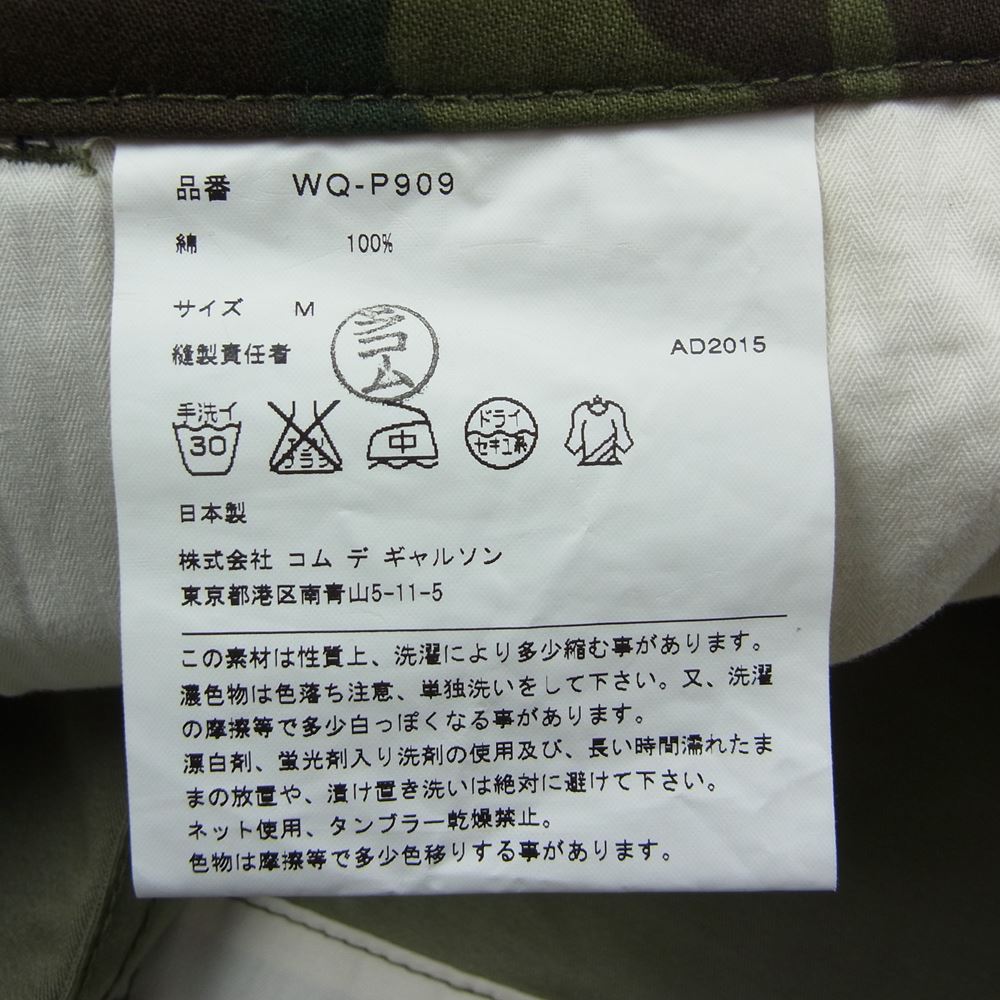 品番 WQ-P909
綿 100%
サイズ M
縫製責任者 コム
AD2015
手洗イ
30
中
ドライ
セキユ系
日本製
株式会社 コム デ ギャルソン
東京都港区南青山5-11-5
この素材は性質上、洗濯により多少縮む事があります。
濃色物は色落ち注意、単独洗いをして下さい。又、洗濯
の摩擦等で多少白っぽくなる事があります。
漂白剤、蛍光剤入り洗剤の使用及び、長い時間濡れたま
まの放置や、漬け置き洗いは絶対に避けて下さい。
ネット使用、タンブラー乾燥禁止。
色物は摩擦等で多少色移りする事があります。